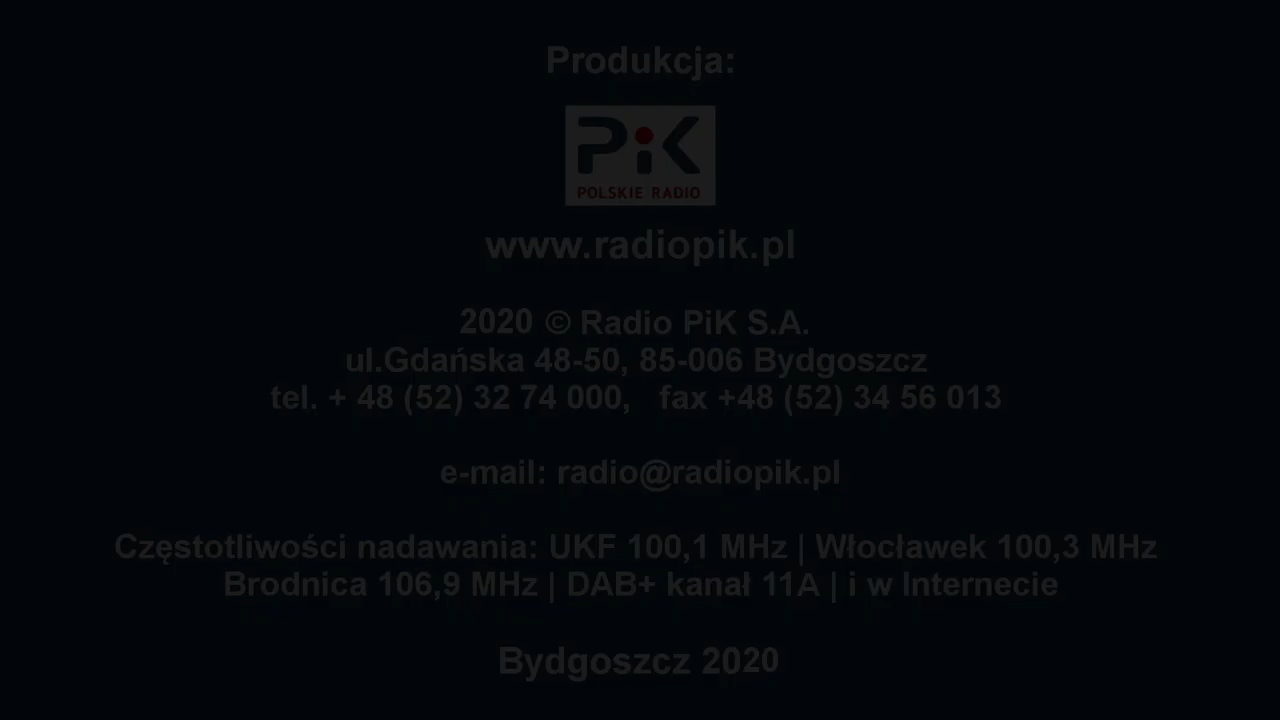 Produkcja:
PiK
POLSKIE RADIO
www.radiopik.pl
2020 © Radio PiK S.A.
ul.Gdańska 48-50, 85-006 Bydgoszcz
tel. + 48 (52) 32 74 000, fax +48 (52) 34 56 013
e-mail: radio@radiopik.pl
Częstotliwości nadawania: UKF 100,1 MHz | Włocławek 100,3 MHz
Brodnica 106,9 MHz | DAB+ kanał 11A | i w Internecie
Bydgoszcz 2020